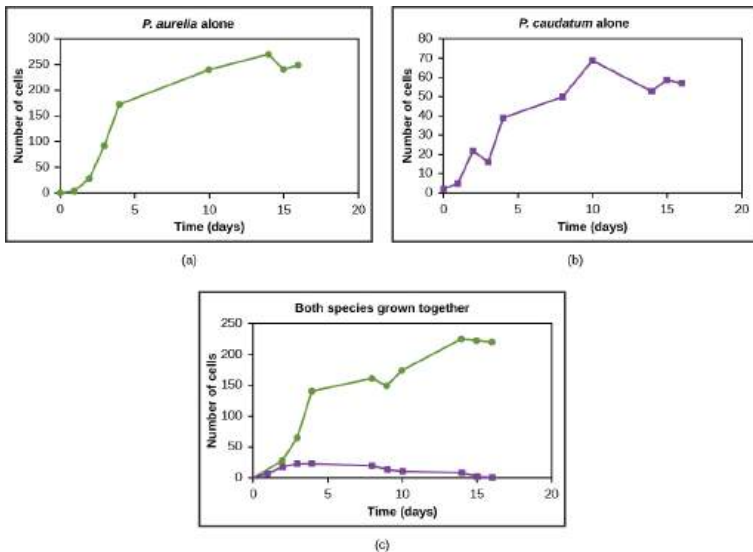 P. aurelia alone
Number of cells
300
250
200
150
100
50
0
0 5 10 15 20
Time (days)
(a)
P. caudatum alone
Number of cells
80
70
60
50
40
30
20
10
0
0 5 10 15 20
Time (days)
(b)
Both species grown together
Number of cells
250
200
150
100
50
0
0 5 10 15 20
Time (days)
(c)